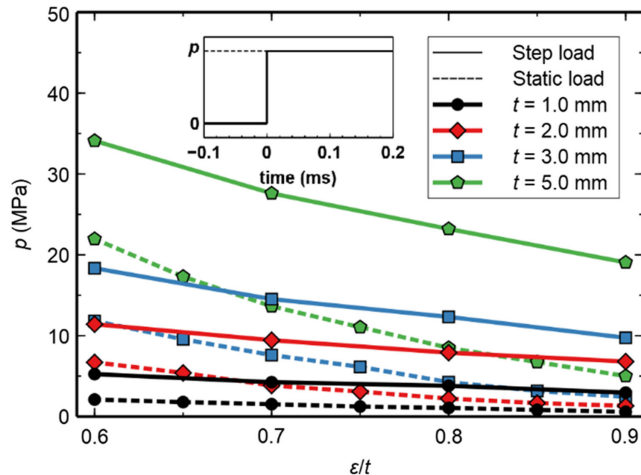 50
40
30
20
10
0
p (MPa)
0.6
0.7
0.8
0.9
ε/t
p
0
−0.1
0
0.1
0.2
time (ms)
Step load
Static load
t = 1.0 mm
t = 2.0 mm
t = 3.0 mm
t = 5.0 mm